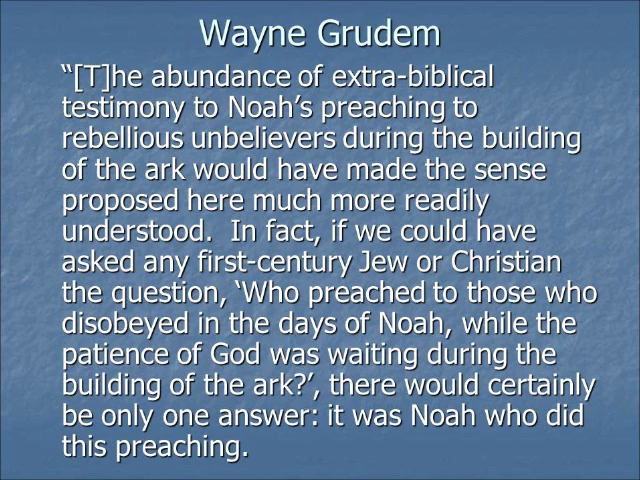 Wayne Grudem
“[T]he abundance of extra-biblical
testimony to Noah’s preaching to
rebellious unbelievers during the building
of the ark would have made the sense
proposed here much more readily
understood.  In fact, if we could have
asked any first-century Jew or Christian
the question, ‘Who preached to those who
disobeyed in the days of Noah, while the
patience of God was waiting during the
building of the ark?’, there would certainly
be only one answer: it was Noah who did
this preaching.